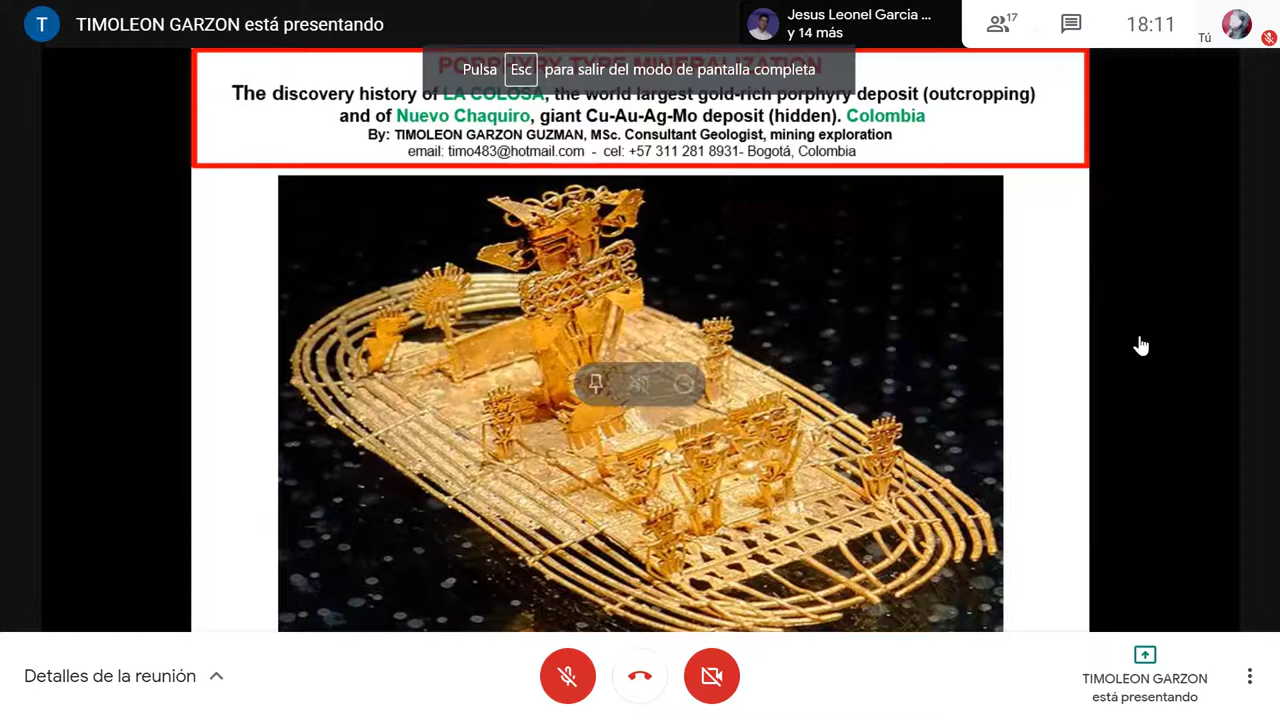 T TIMOLEON GARZON está presentando
Jesus Leonel Garcia ...
y 14 más
17
18:11
Tú
PORPHYRY TYPE MINERALIZATION
Pulsa Esc para salir del modo de pantalla completa
The discovery history of LA COLOSA, the world largest gold-rich porphyry deposit (outcropping)
and of Nuevo Chaquiro, giant Cu-Au-Ag-Mo deposit (hidden). Colombia
By: TIMOLEON GARZON GUZMAN, MSc. Consultant Geologist, mining exploration
email: timo483@hotmail.com - cel: +57 311 281 8931- Bogotá, Colombia
Detalles de la reunión
TIMOLEON GARZON
está presentando